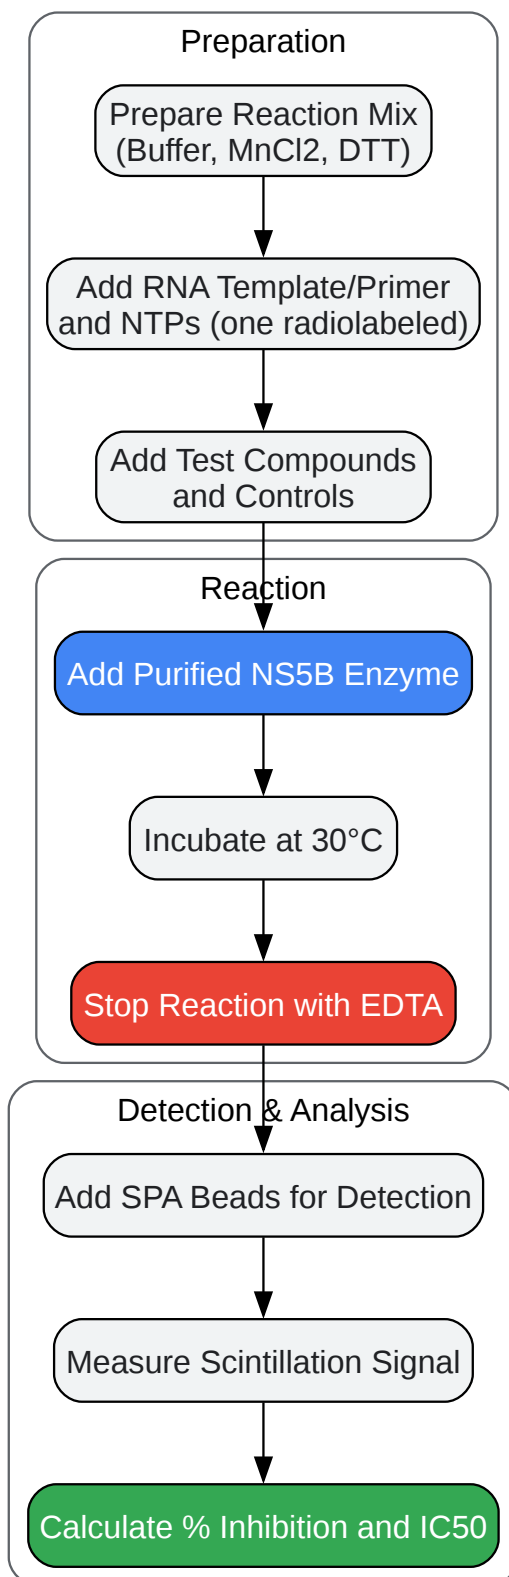 Preparation
Prepare Reaction Mix
(Buffer, MnCl2, DTT)
Add RNA Template/Primer
and NTPs (one radiolabeled)
Add Test Compounds
and Controls
Reaction
Add Purified NS5B Enzyme
Incubate at 30°C
Stop Reaction with EDTA
Detection & Analysis
Add SPA Beads for Detection
Measure Scintillation Signal
Calculate % Inhibition and IC50